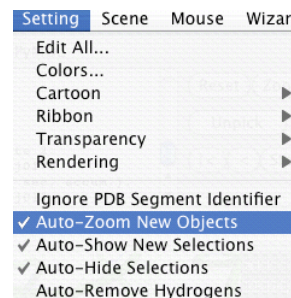 Setting Scene Mouse Wizar
Edit All...
Colors...
Cartoon
Ribbon
Transparency
Rendering
Ignore PDB Segment Identifier
Auto-Zoom New Objects
Auto-Show New Selections
Auto-Hide Selections
Auto-Remove Hydrogens